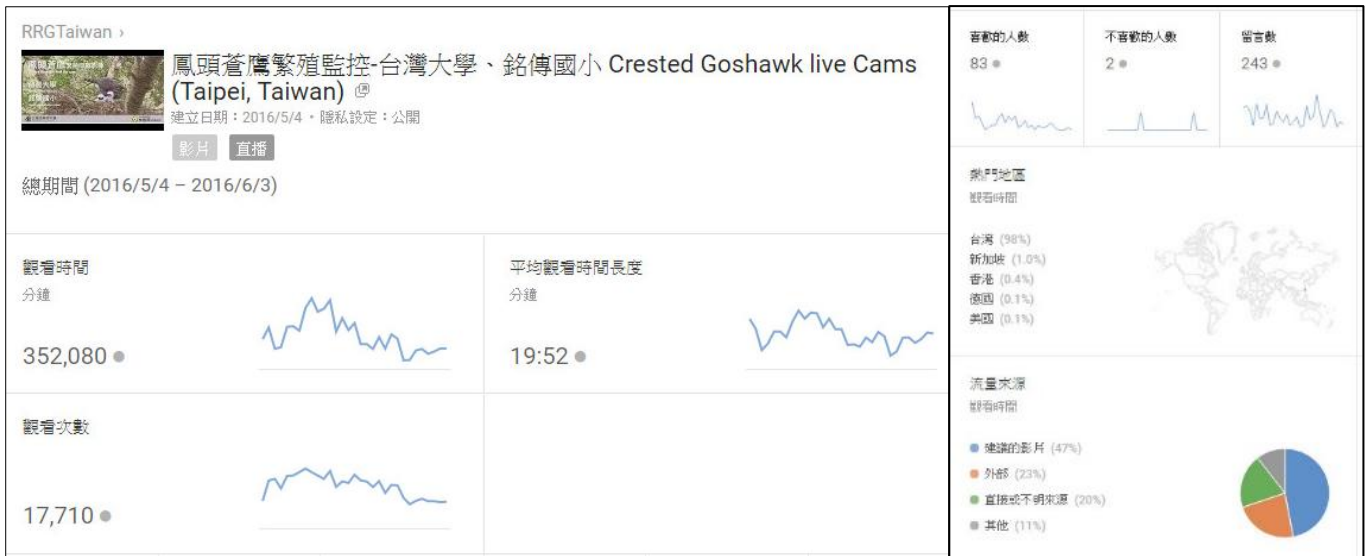 RRGTaiwan ›
鳳頭蒼鷹繁殖監控-台灣大學、銘傳國小 Crested Goshawk live Cams
(Taipei, Taiwan)
建立日期：2016/5/4 • 隱私設定：公開
影片 直播
總期間 (2016/5/4 – 2016/6/3)
觀看時間
分鐘
352,080
平均觀看時間長度
分鐘
19:52
觀看次數
17,710
喜歡的人數
83
不喜歡的人數
2
留言數
243
熱門地區
觀看時間
台灣 (98%)
新加坡 (1.0%)
香港 (0.4%)
德國 (0.1%)
美國 (0.1%)
流量來源
觀看時間
建議的影片 (47%)
外部 (23%)
直接或不明來源 (20%)
其他 (11%)